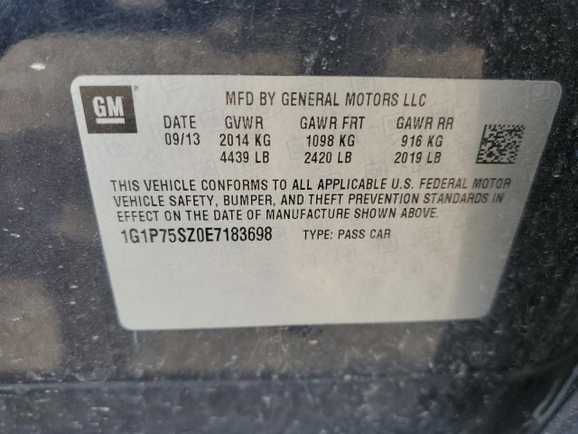 GM
MFD BY GENERAL MOTORS LLC
DATE GVWR GAWR FRT GAWR RR
09/13 2014 KG 1098 KG 916 KG
4439 LB 2420 LB 2019 LB
THIS VEHICLE CONFORMS TO ALL APPLICABLE U.S. FEDERAL MOTOR
VEHICLE SAFETY, BUMPER, AND THEFT PREVENTION STANDARDS IN
EFFECT ON THE DATE OF MANUFACTURE SHOWN ABOVE.
1G1P75SZ0E7183698 TYPE: PASS CAR